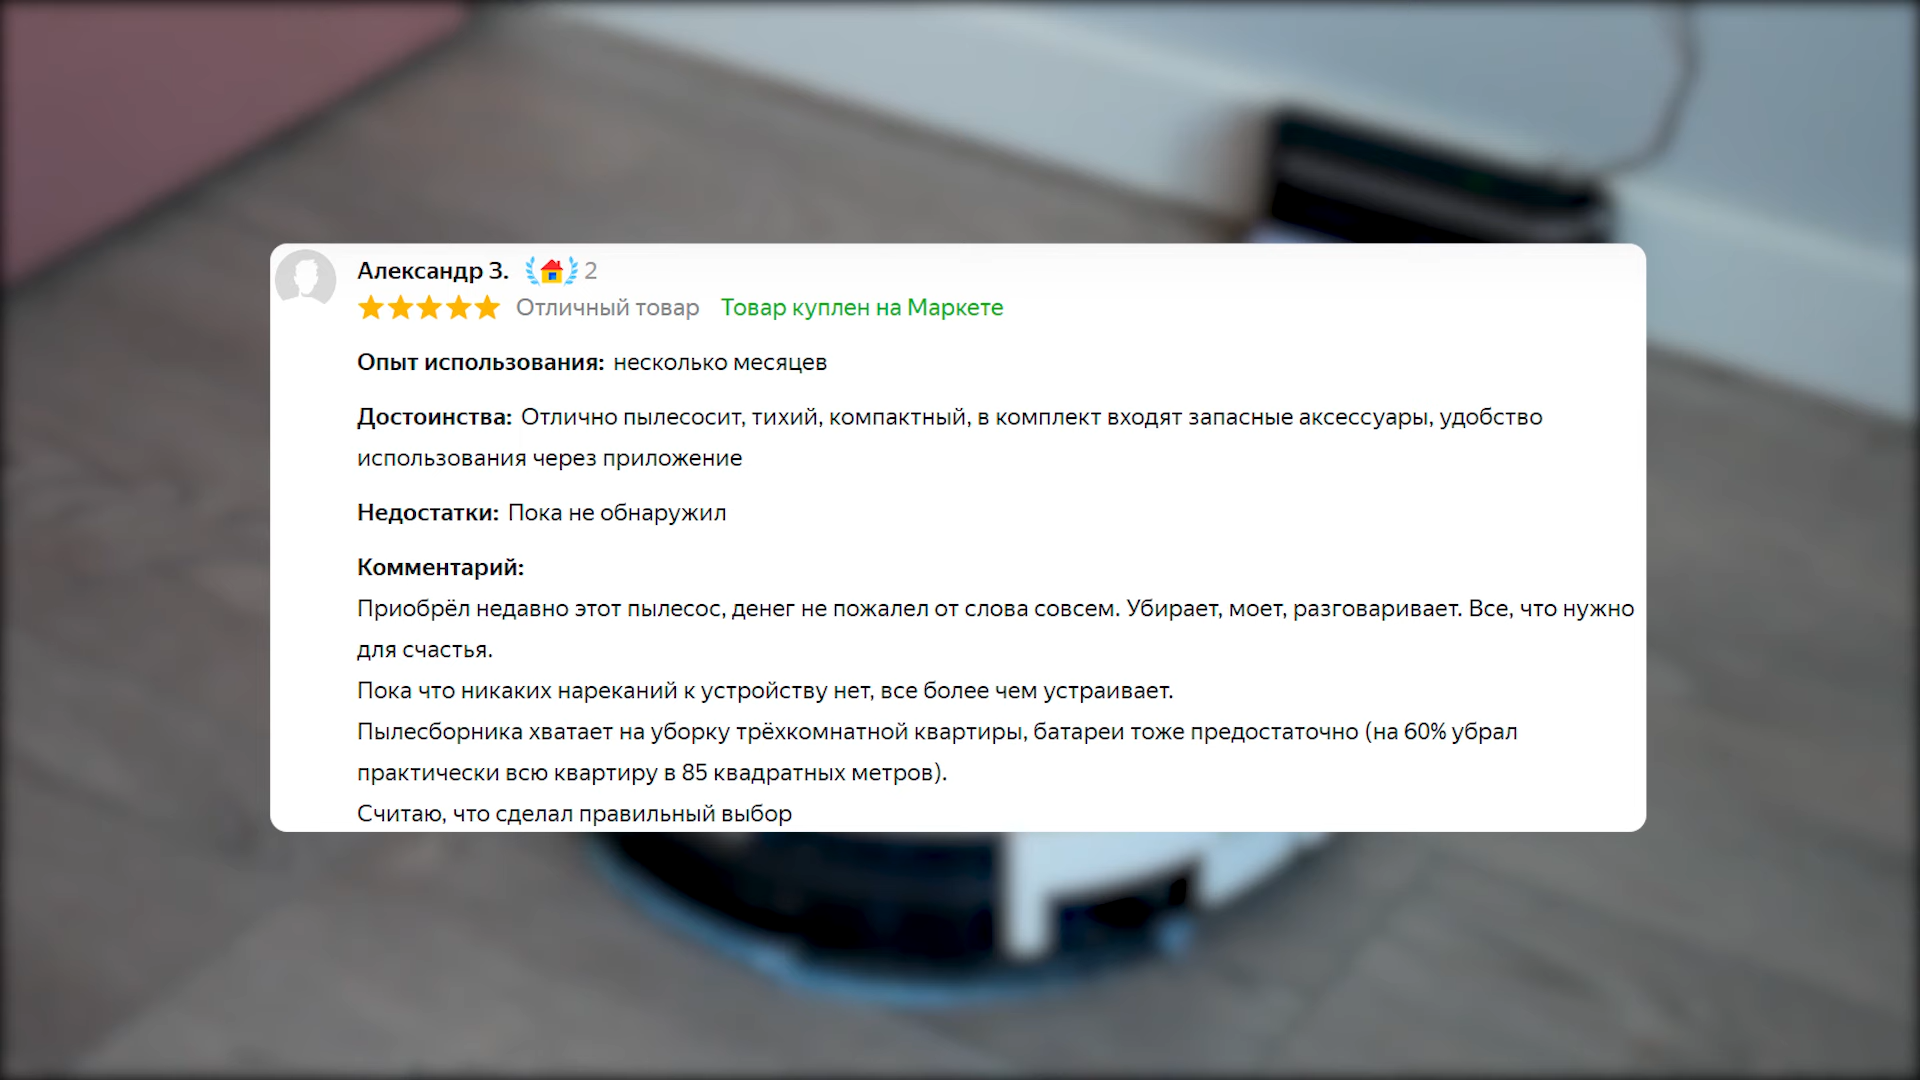 Александр З. 2
Отличный товар Товар куплен на Маркете
Опыт использования: несколько месяцев
Достоинства: Отлично пылесосит, тихий, компактный, в комплект входят запасные аксессуары, удобство
использования через приложение
Недостатки: Пока не обнаружил
Комментарий:
Приобрёл недавно этот пылесос, денег не пожалел от слова совсем. Убирает, моет, разговаривает. Все, что нужно
для счастья.
Пока что никаких нареканий к устройству нет, все более чем устраивает.
Пылесборника хватает на уборку трёхкомнатной квартиры, батареи тоже предостаточно (на 60% убрал
практически всю квартиру в 85 квадратных метров).
Считаю, что сделал правильный выбор